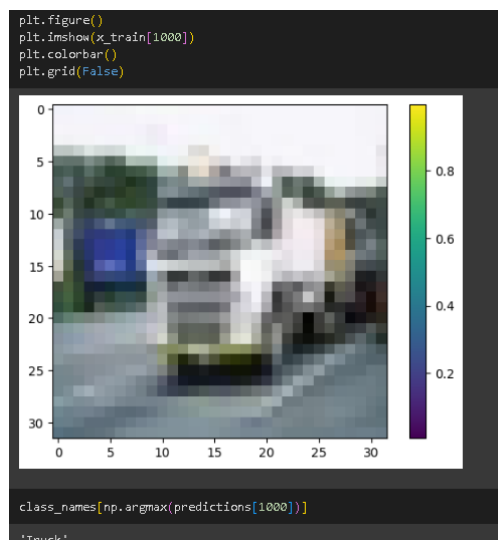 plt.figure()
plt.imshow(x_train[1000])
plt.colorbar()
plt.grid(False)
0
5
10
15
20
25
30
0 5 10 15 20 25 30
0.8
0.6
0.4
0.2
class_names[np.argmax(predictions[1000])]
'Truck'